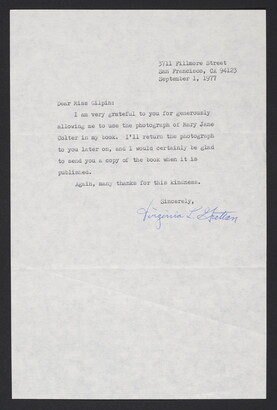 3711 Fillmore Street
San Francisco, CA 94123
September 1, 1977
Dear Miss Gilpin:
I am very grateful to you for generously
allowing me to use the photograph of Mary Jane
Colter in my book. I'll return the photograph
to you later on, and I would certainly be glad
to send you a copy of the book when it is
published.
Again, many thanks for this kindness.
Sincerely,
Virginia L. Grattan